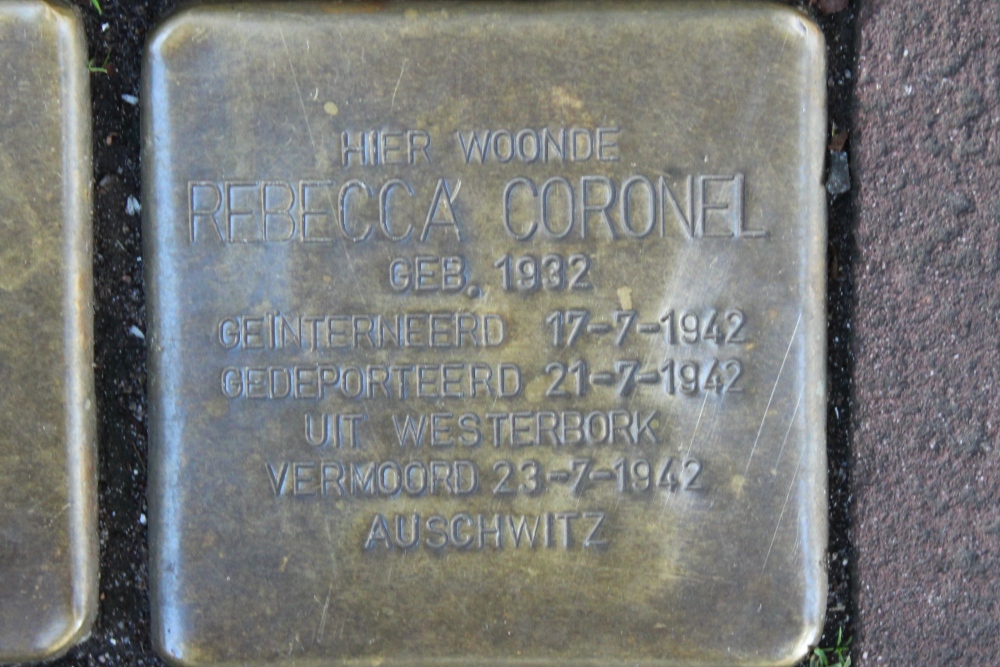 HIER WOONDE
REBECCA CORONEL
GEB. 1932
GEÏNTERNEERD 17-7-1942
GEDEPORTEERD 21-7-1942
UIT WESTERBORK
VERMOORD 23-7-1942
AUSCHWITZ